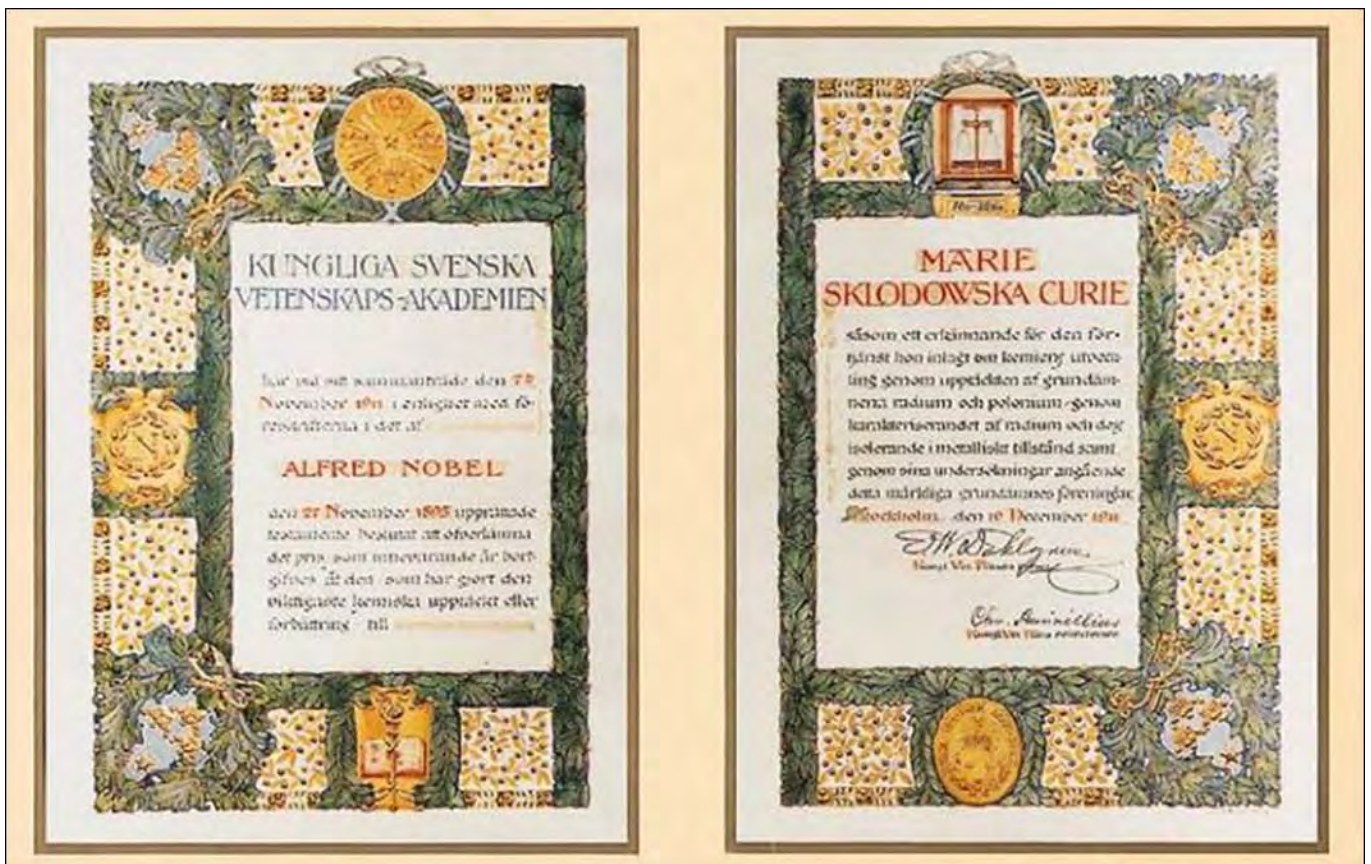 KUNGLIGA SVENSKA
VETENSKAPS-AKADEMIEN
har vid sitt sammanträde den
November 1911 i enlighet med fö-
reskrifterna i det af
ALFRED NOBEL
den 27 November 1895 upprättade
testamente beslutat att öfverlämna
det pris som innevarande år bort-
gifves åt den som har gjort den
viktigaste kemiska upptäckt eller
förbättring till
MARIE
SKLODOWSKA CURIE
såsom ett erkännande för den för-
tjänst hon inlagt om kemiens utveck-
ling genom upptäckten af grundäm-
nena radium och polonium genom
karakteriserandet af radium och dess
isolerande i metalliskt tillstånd samt
genom sina undersökningar angående
detta märkliga grundämnes föreningar
Stockholm den 10 December 1911